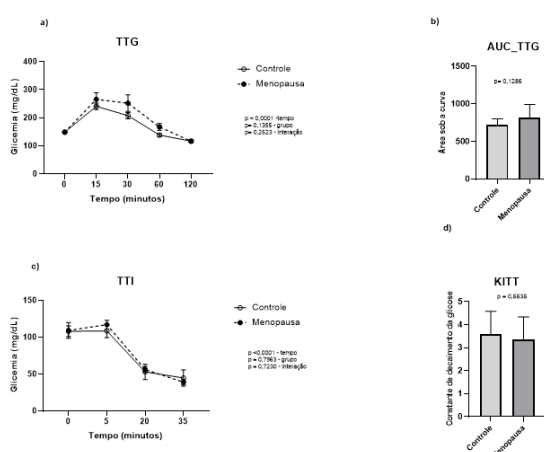 a)
TTG
Glicemia (mg/dL)
400
300
200
100
0
0 15 30 60 120
Tempo (minutos)
Controle
Menopausa
p = 0,0001 -tempo
p= 0,1355 - grupo
p= 0,2523 - interação
b)
AUC_TTG
p= 0,1286
Área sob a curva
1500
1000
500
0
Controle
Menopausa
c)
TTI
Glicemia (mg/dL)
150
100
50
0
0 5 20 35
Tempo (minutos)
Controle
Menopausa
p <0,0001 - tempo
p = 0,7963 - grupo
p = 0,7230 - interação
d)
KITT
p = 0,6636
Constante de decaimento da glicose
5
4
3
2
1
0
Controle
Menopausa